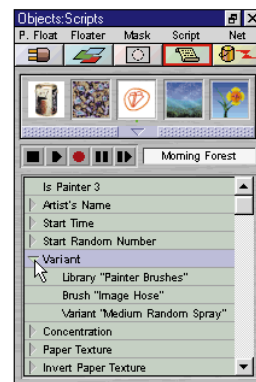 Objects:Scripts
P. Float Floater Mask Script Net
Morning Forest
Is Painter 3
Artist's Name
Start Time
Start Random Number
Variant
Library "Painter Brushes"
Brush "Image Hose"
Variant "Medium Random Spray"
Concentration
Paper Texture
Invert Paper Texture